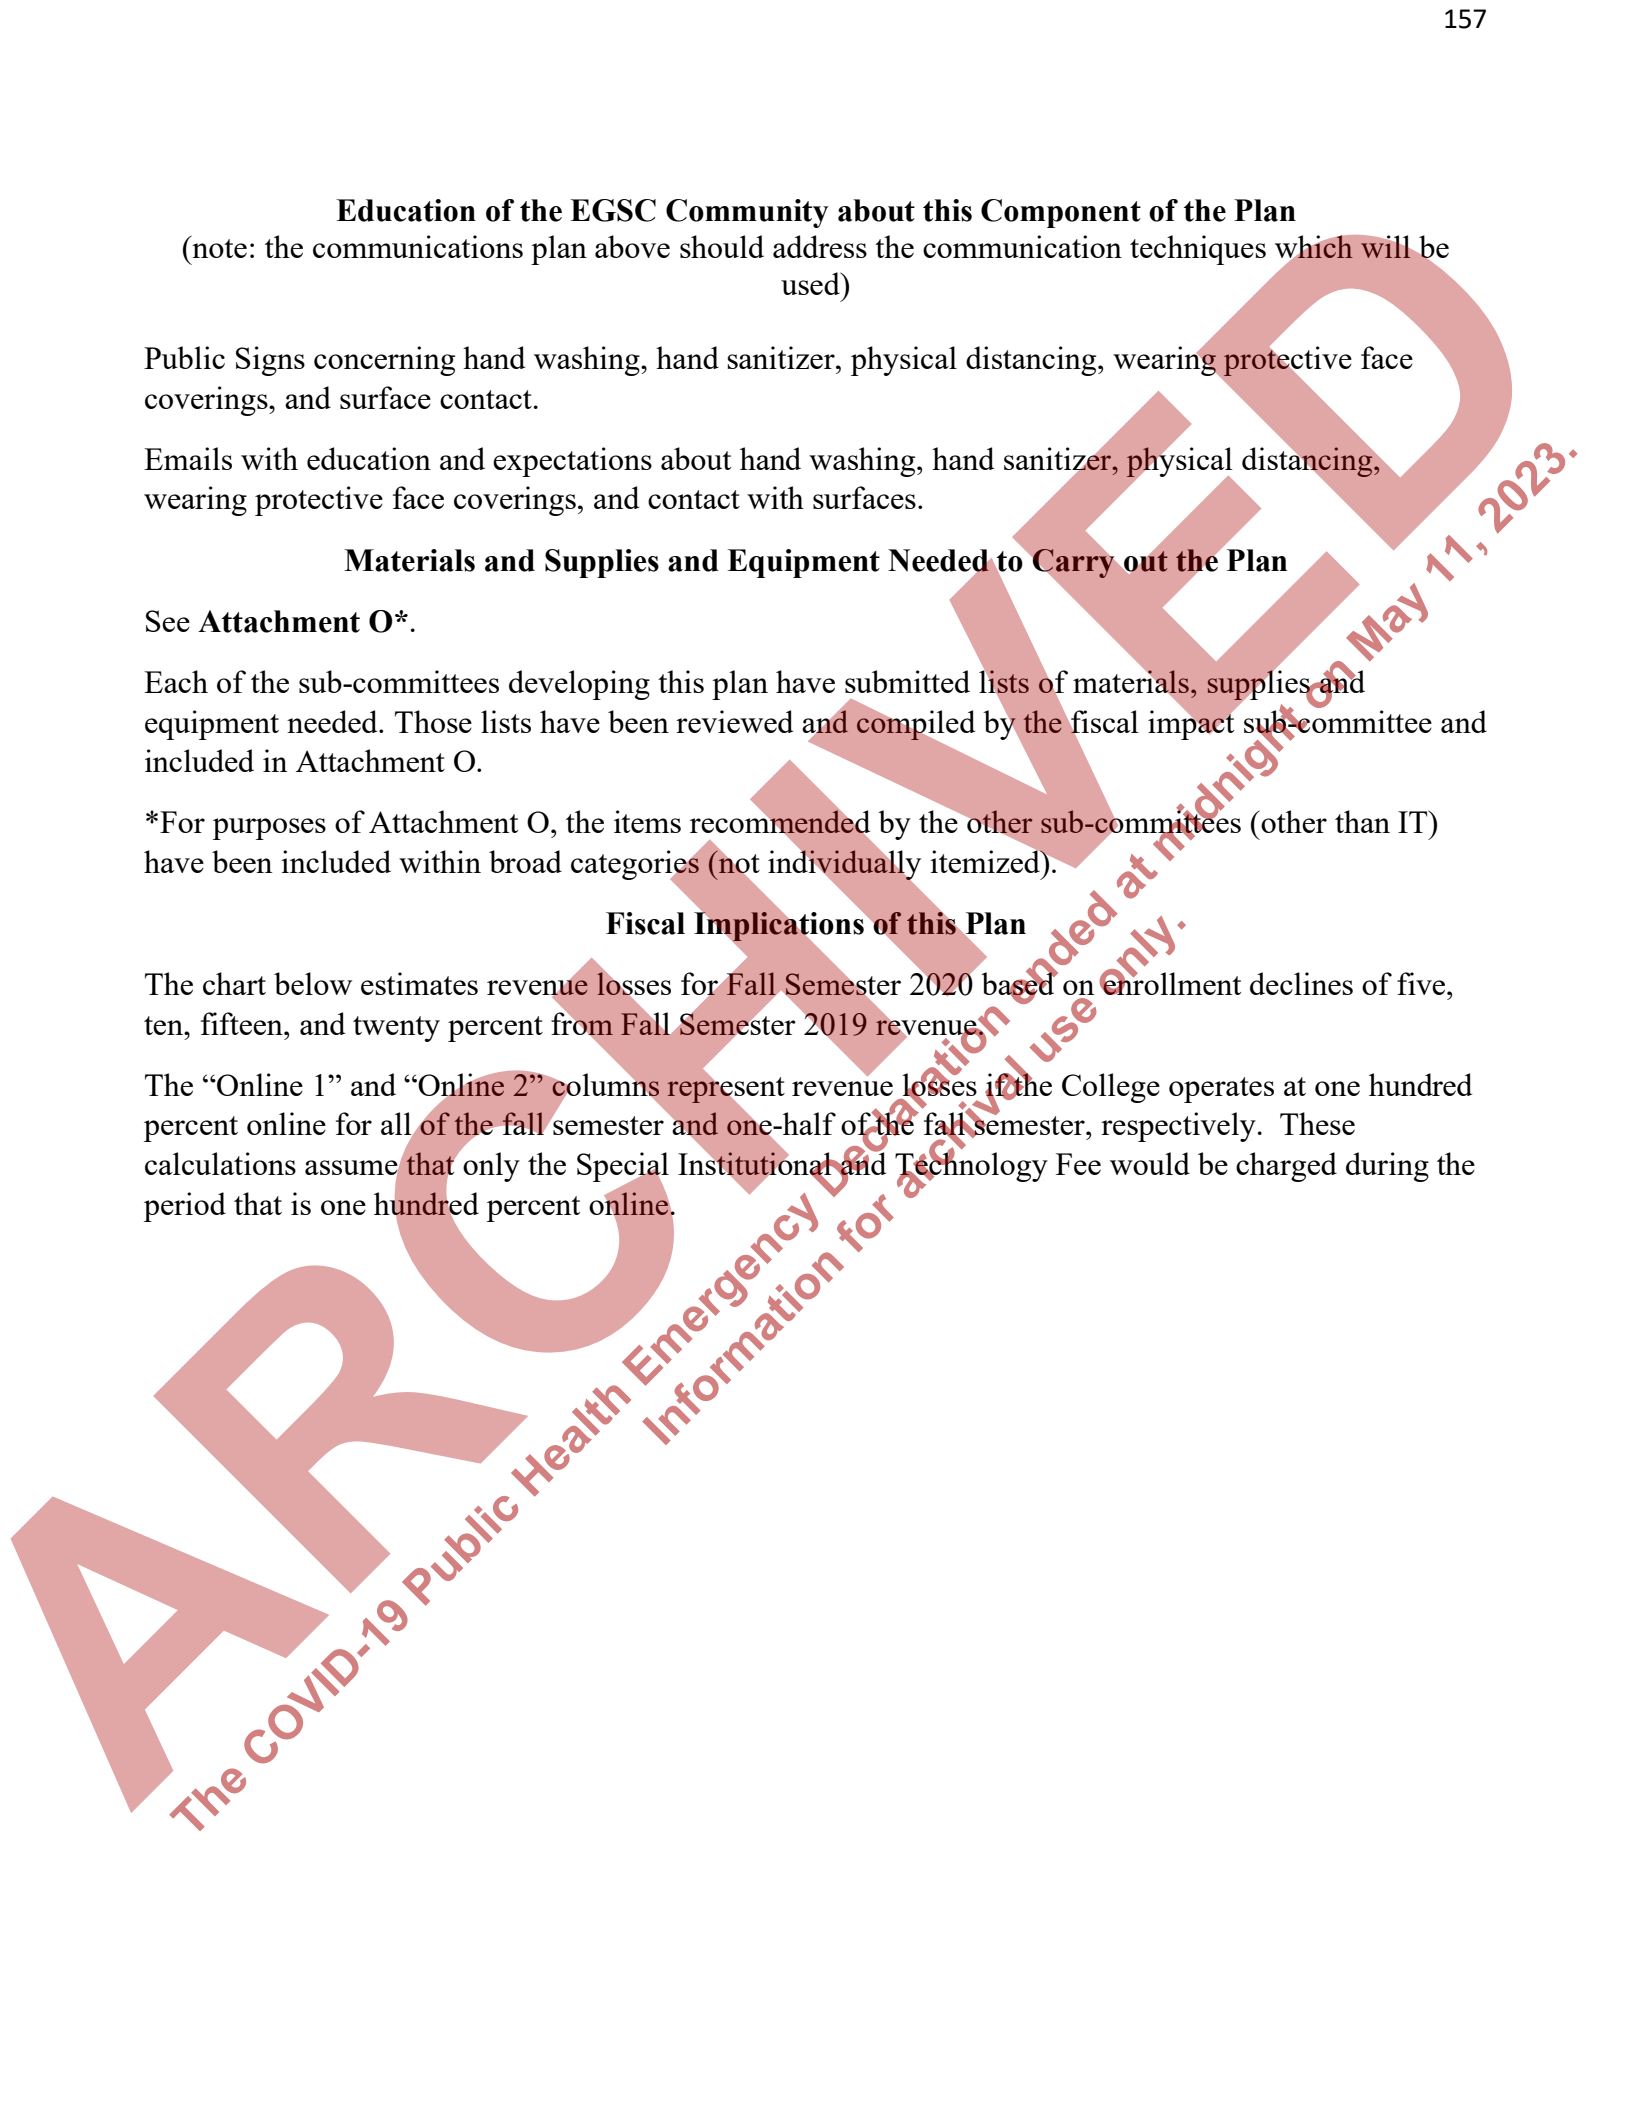 157
Education of the EGSC Community about this Component of the Plan
(note: the communications plan above should address the communication techniques which will be
used)
Public Signs concerning hand washing, hand sanitizer, physical distancing, wearing protective face
coverings, and surface contact.
Emails with education and expectations about hand washing, hand sanitizer, physical distancing,
wearing protective face coverings, and contact with surfaces.
Materials and Supplies and Equipment Needed to Carry out the Plan
See Attachment O*.
Each of the sub-committees developing this plan have submitted lists of materials, supplies and
equipment needed. Those lists have been reviewed and compiled by the fiscal impact sub-committee and
included in Attachment O.
*For purposes of Attachment O, the items recommended by the other sub-committees (other than IT)
have been included within broad categories (not individually itemized).
Fiscal Implications of this Plan
The chart below estimates revenue losses for Fall Semester 2020 based on enrollment declines of five,
ten, fifteen, and twenty percent from Fall Semester 2019 revenue.
The “Online 1” and “Online 2” columns represent revenue losses if the College operates at one hundred
percent online for all of the fall semester and one-half of the fall semester, respectively.  These
calculations assume that only the Special Institutional and Technology Fee would be charged during the
period that is one hundred percent online.
ARCHIVED
The COVID-19 Public Health Emergency Declaration ended at midnight on May 11, 2023.
Information for archival use only.